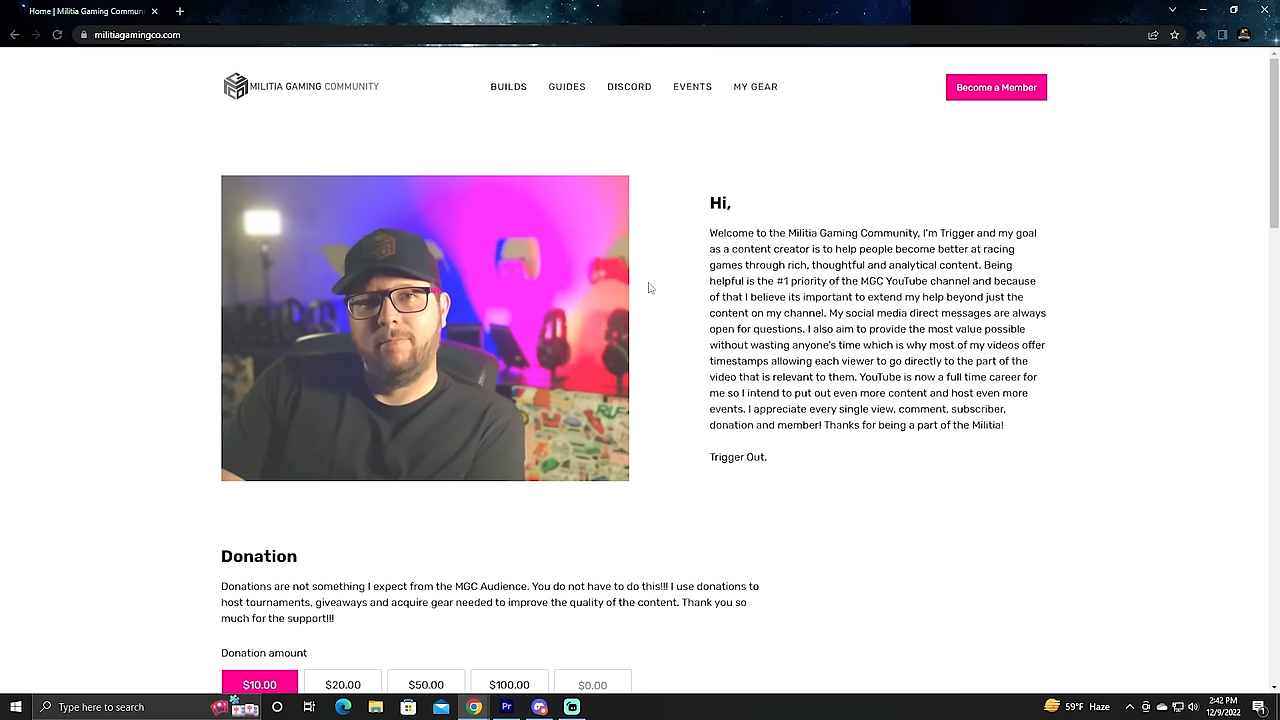 Home | Militia Gaming Commun
militiagamingco.com
MILITIA GAMING COMMUNITY
BUILDS GUIDES DISCORD EVENTS MY GEAR
Become a Member
Hi,
Welcome to the Militia Gaming Community, I'm Trigger and my goal
as a content creator is to help people become better at racing
games through rich, thoughtful and analytical content. Being
helpful is the #1 priority of the MGC YouTube channel and because
of that I believe its important to extend my help beyond just the
content on my channel. My social media direct messages are always
open for questions. I also aim to provide the most value possible
without wasting anyone's time which is why most of my videos offer
timestamps allowing each viewer to go directly to the part of the
video that is relevant to them. YouTube is now a full time career for
me so I intend to put out even more content and host even more
events. I appreciate every single view, comment, subscriber,
donation and member! Thanks for being a part of the Militia!
Trigger Out.
Donation
Donations are not something I expect from the MGC Audience. You do not have to do this!!! I use donations to
host tournaments, giveaways and acquire gear needed to improve the quality of the content. Thank you so
much for the support!!!
Donation amount
$10.00 $20.00 $50.00 $100.00 $0.00
Type here to search
Pr
59°F Haze
2:42 PM
12/9/2022